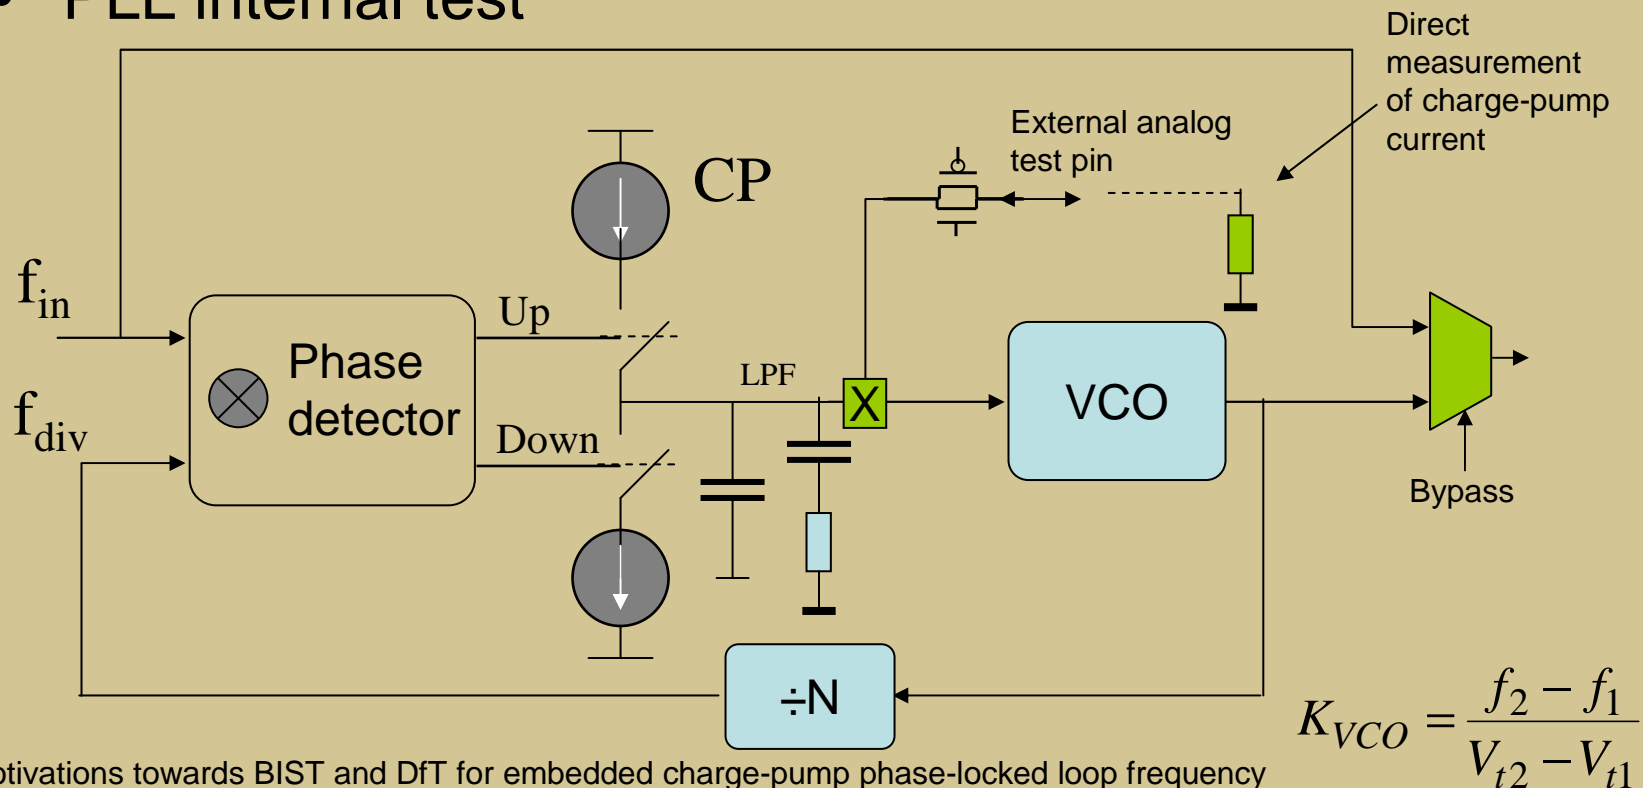 PLL internal test
Direct
measurement
of charge-pump
current
External analog
test pin
CP
fin
Up
Phase
detector
LPF
X
VCO
fdiv
Down
Bypass
÷N
KVCO = (f2 − f1) / (Vt2 − Vt1)
towards BIST and DfT for embedded charge-pump phase-locked loop frequency